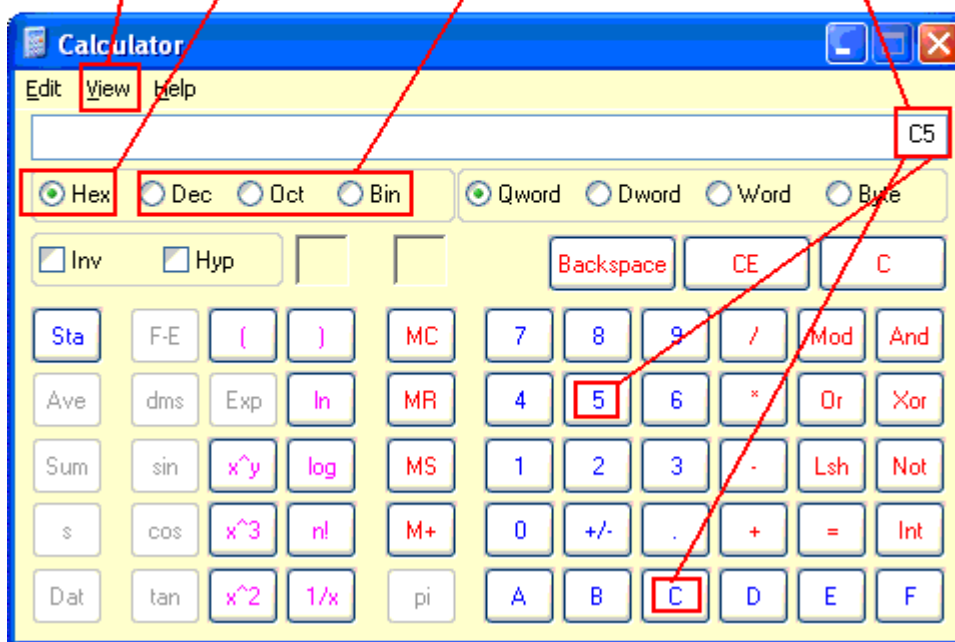 Calculator
Edit View Help
C5
Hex Dec Oct Bin Qword Dword Word Byte
Inv Hyp Backspace CE C
Sta F-E ( ) MC 7 8 9 / Mod And
Ave dms Exp ln MR 4 5 6 * Or Xor
Sum sin x^y log MS 1 2 3 - Lsh Not
s cos x^3 n! M+ 0 +/- . + = Int
Dat tan x^2 1/x pi A B C D E F